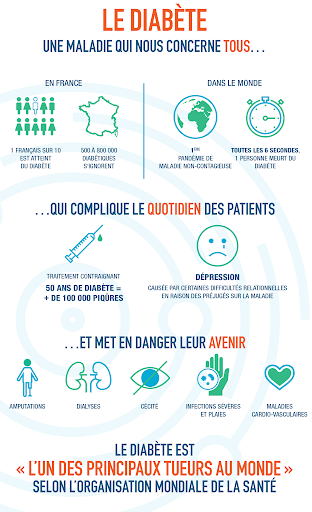 LE DIABÈTE
UNE MALADIE QUI NOUS CONCERNE TOUS...
EN FRANCE
DANS LE MONDE
1 FRANÇAIS SUR 10
EST ATTEINT
DU DIABÈTE
500 À 800 000
DIABÉTIQUES
S'IGNORENT
1ÈRE
PANDÉMIE DE
MALADIE NON-CONTAGIEUSE
TOUTES LES 6 SECONDES,
1 PERSONNE MEURT DU
DIABÈTE
...QUI COMPLIQUE LE QUOTIDIEN DES PATIENTS
TRAITEMENT CONTRAIGNANT
50 ANS DE DIABÈTE =
+ DE 100 000 PIQÛRES
DÉPRESSION
CAUSÉE PAR CERTAINES DIFFICULTÉS RELATIONNELLES
EN RAISON DES PRÉJUGÉS SUR LA MALADIE
...ET MET EN DANGER LEUR AVENIR
AMPUTATIONS
DIALYSES
CÉCITÉ
INFECTIONS SÉVÈRES
ET PLAIES
MALADIES
CARDIO-VASCULAIRES
LE DIABÈTE EST
« L'UN DES PRINCIPAUX TUEURS AU MONDE »
SELON L'ORGANISATION MONDIALE DE LA SANTÉ